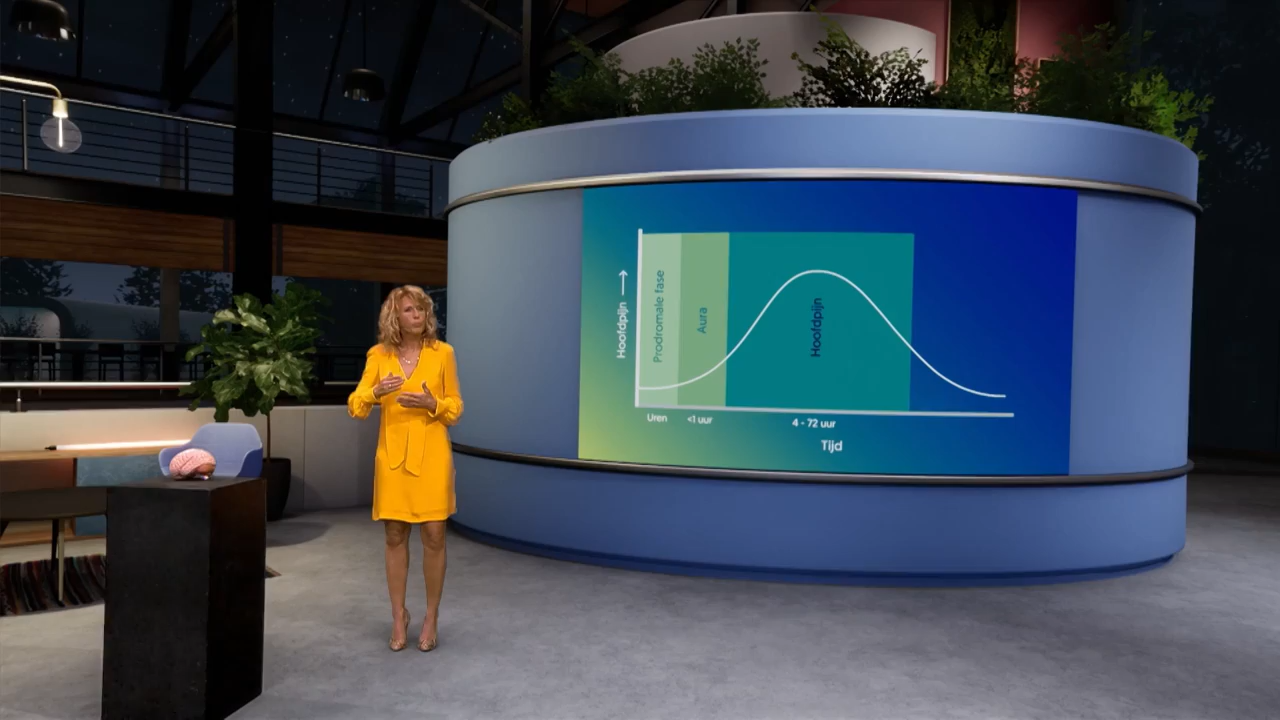 Hoofdpijn →
Prodromale fase
Aura
Hoofdpijn
Uren
<1 uur
4 - 72 uur
Tijd